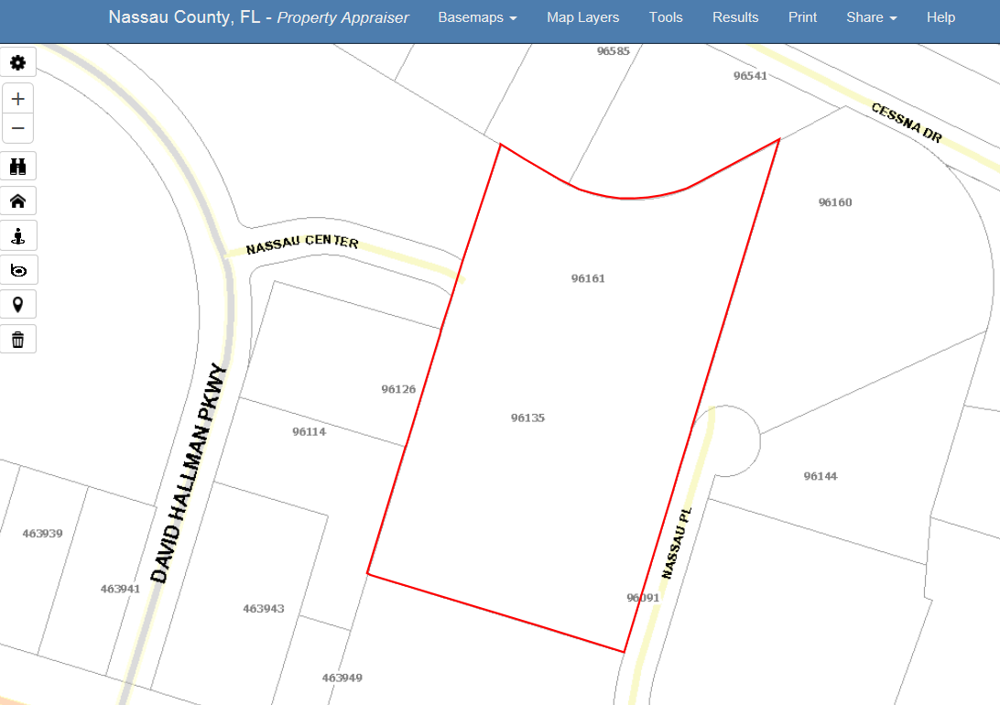 Nassau County, FL - Property Appraiser
Basemaps
Map Layers
Tools
Results
Print
Share
Help
96585
96541
CESSNA DR
96160
NASSAU CENTER
96161
96126
96135
96114
DAVID HALLMAN PKWY
96144
NASSAU PL
463939
463941
463943
96091
463949